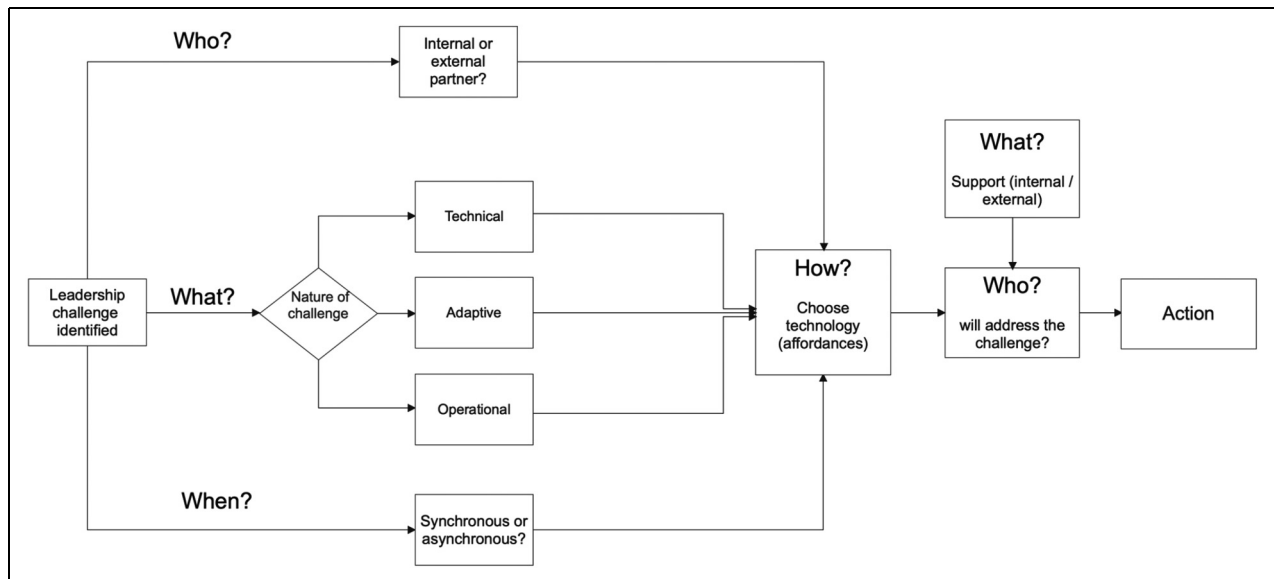 Who?
Internal or
external
partner?
What?
Support (internal /
external)
Technical
Leadership
challenge
identified
What?
Nature of
challenge
Adaptive
How?
Choose
technology
(affordances)
Who?
will address the
challenge?
Action
Operational
When?
Synchronous or
asynchronous?